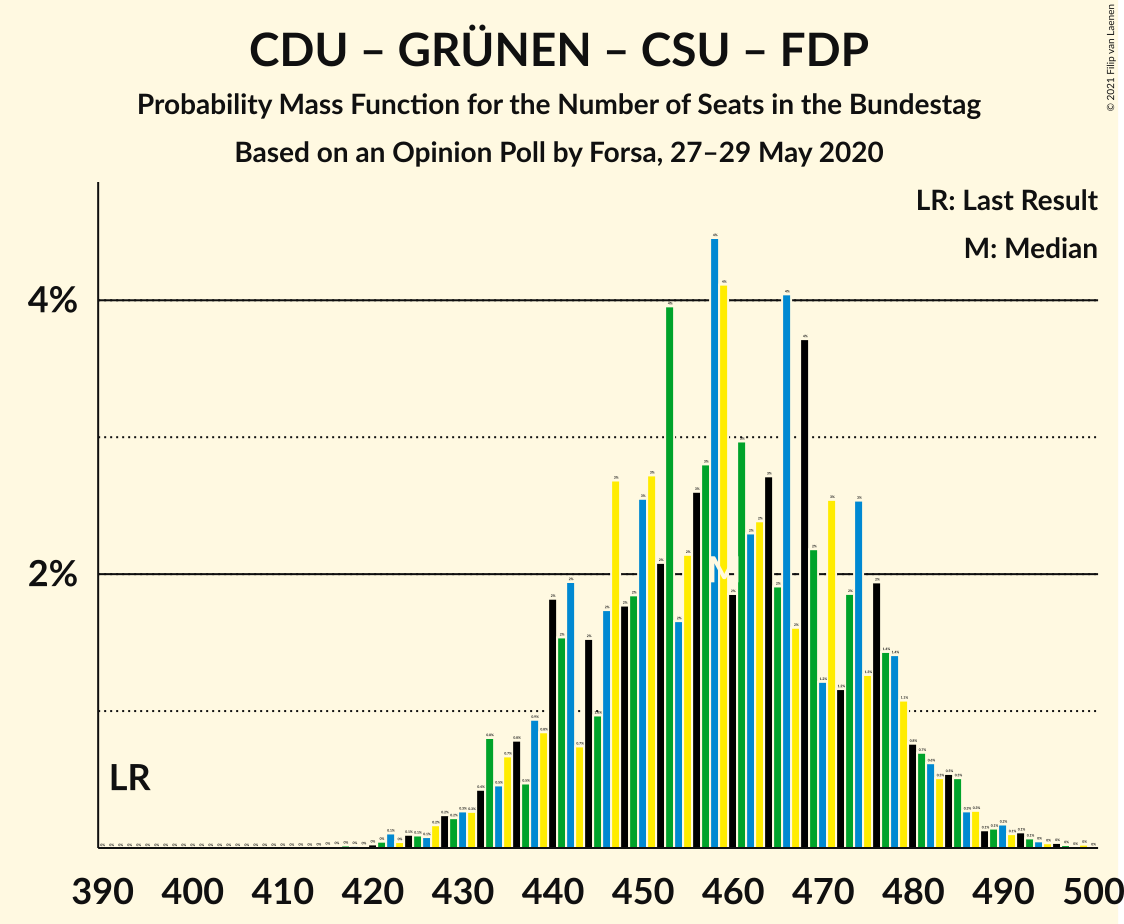 CDU – GRÜNEN – CSU – FDP
Probability Mass Function for the Number of Seats in the Bundestag
Based on an Opinion Poll by Forsa, 27–29 May 2020
© 2021 Filip van Laenen
LR: Last Result
M: Median
4%
2%
M
LR
390 400 410 420 430 440 450 460 470 480 490 500